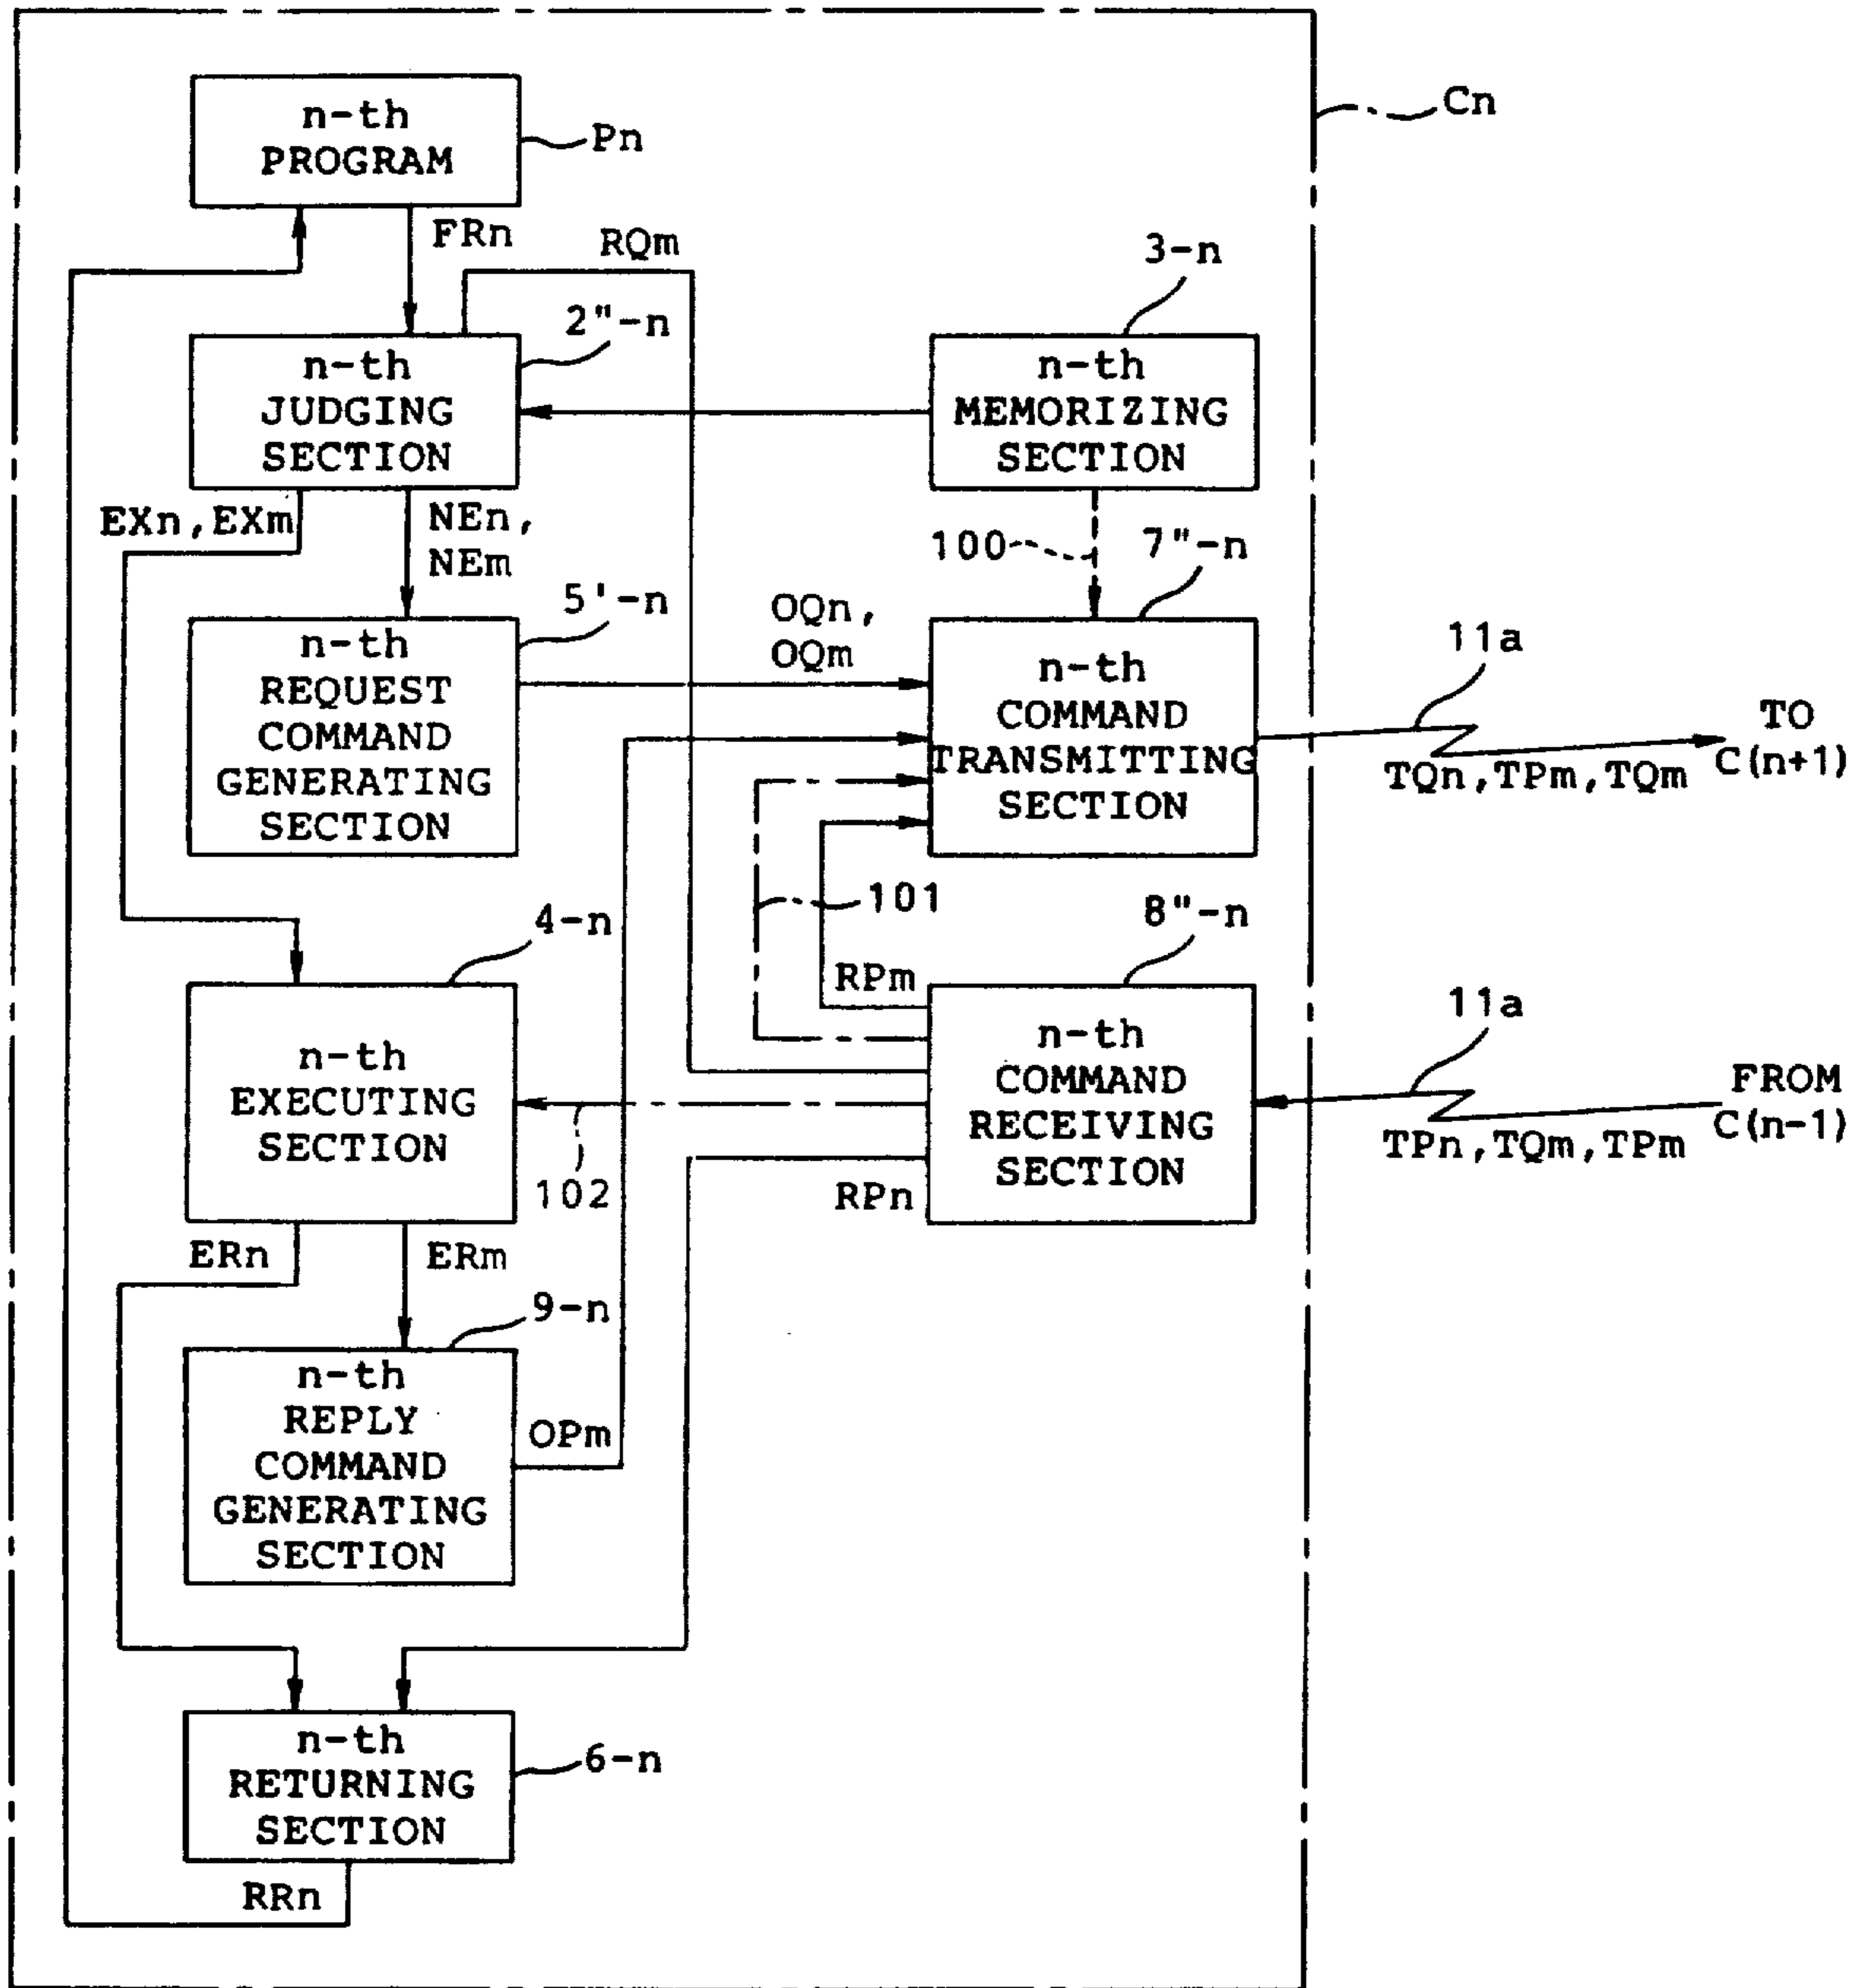 Cn
n-th
PROGRAM
Pn
FRn
RQm
3-n
2"-n
n-th
JUDGING
SECTION
n-th
MEMORIZING
SECTION
EXn,EXm
NEn,
NEm
100
7"-n
5'-n
OQn,
OQm
n-th
REQUEST
COMMAND
GENERATING
SECTION
n-th
COMMAND
TRANSMITTING
SECTION
11a
TO
C(n+1)
TQn,TPm,TQm
101
4-n
8"-n
RPm
n-th
EXECUTING
SECTION
n-th
COMMAND
RECEIVING
SECTION
11a
FROM
C(n-1)
TPn,TQm,TPm
102
RPn
ERn
ERm
9-n
n-th
REPLY
COMMAND
GENERATING
SECTION
OPm
n-th
RETURNING
SECTION
6-n
RRn